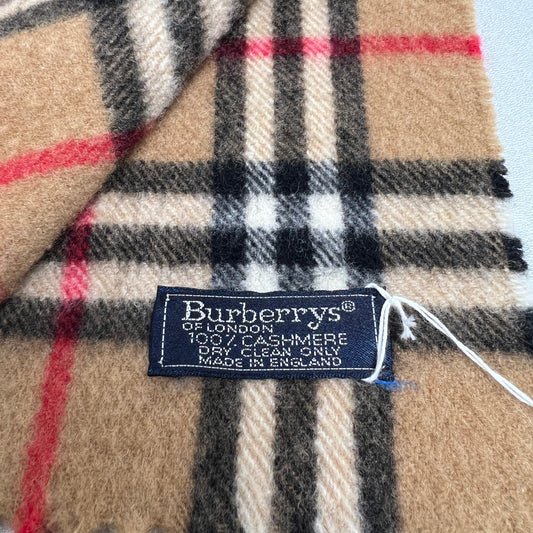 Burberrys®
OF LONDON
100% CASHMERE
DRY CLEAN ONLY
MADE IN ENGLAND